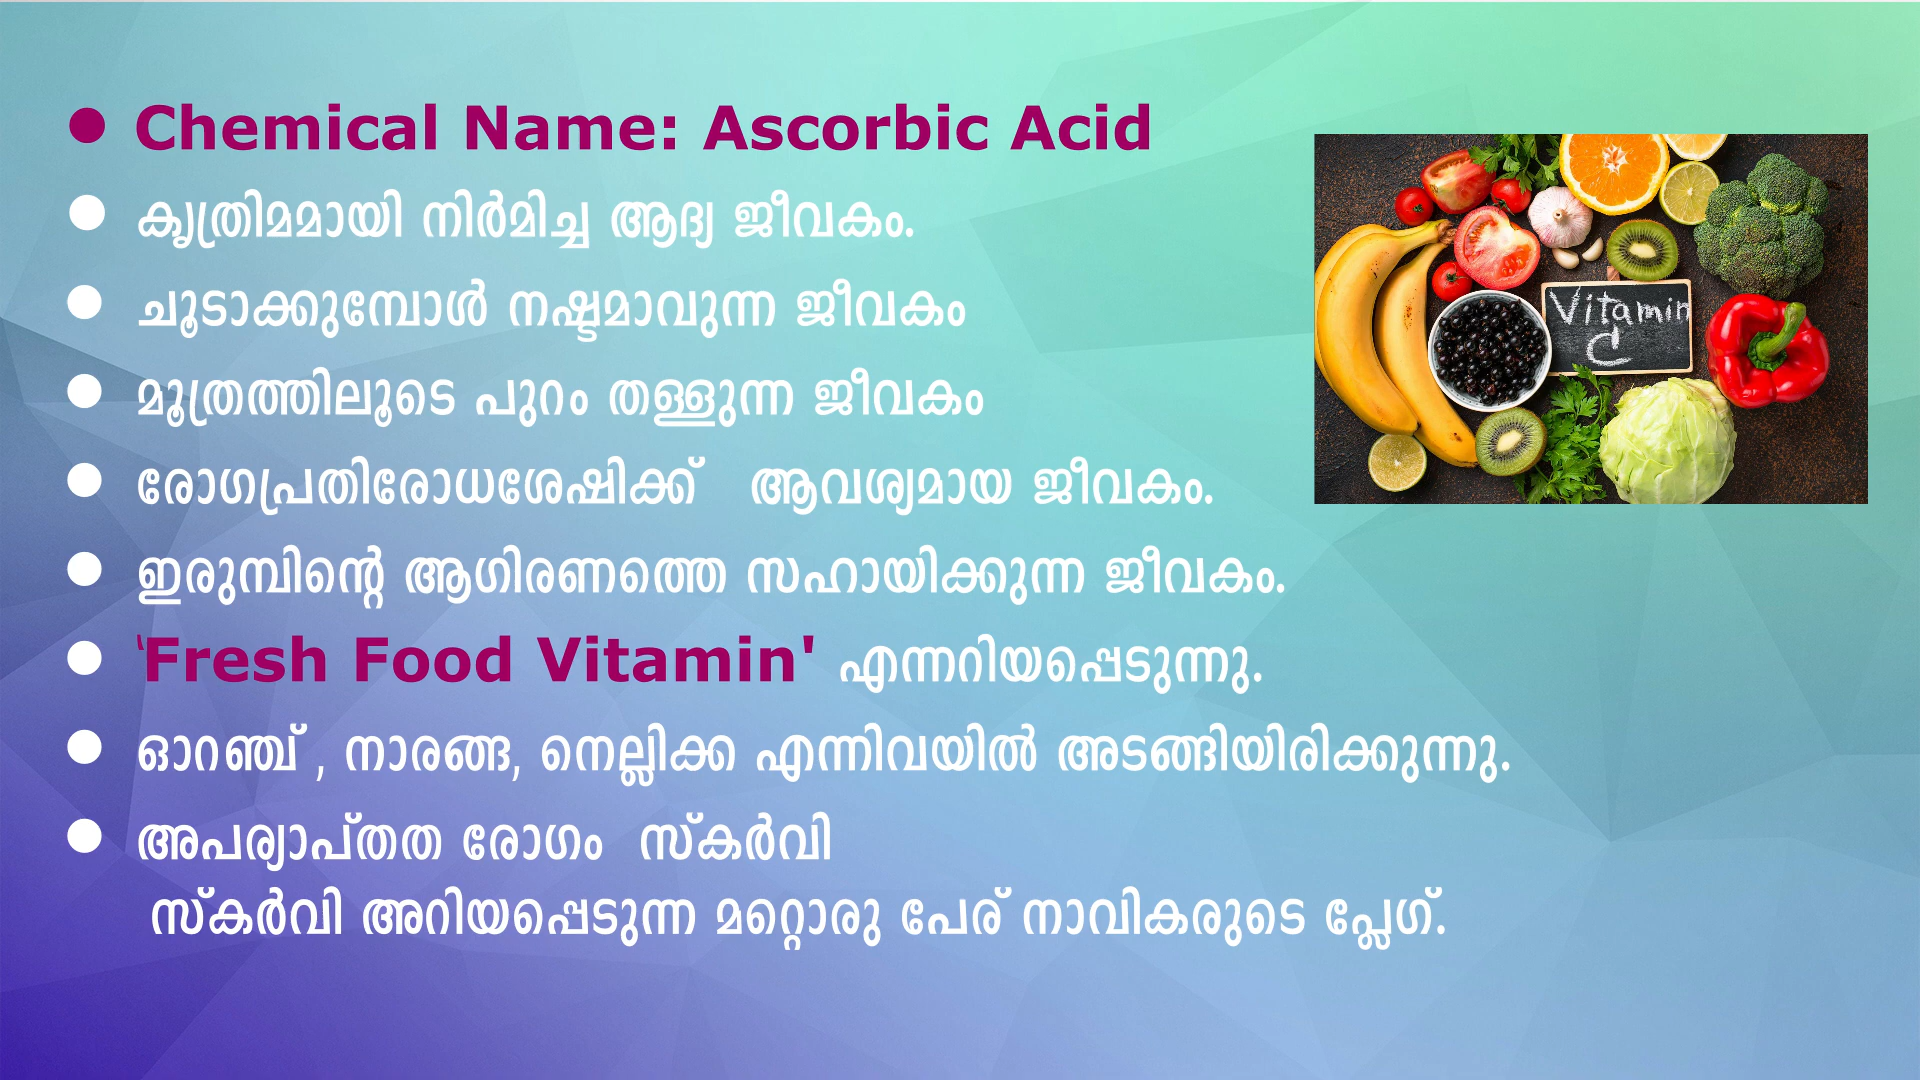 ● Chemical Name: Ascorbic Acid
● കൃത്രിമമായി നിർമിച്ച ആദ്യ ജീവകം.
● ചൂടാക്കുമ്പോൾ നഷ്ടമാവുന്ന ജീവകം
● മൂത്രത്തിലൂടെ പുറം തള്ളുന്ന ജീവകം
● രോഗപ്രതിരോധശേഷിക്ക് ആവശ്യമായ ജീവകം.
● ഇരുമ്പിന്റെ ആഗിരണത്തെ സഹായിക്കുന്ന ജീവകം.
● ‘Fresh Food Vitamin' എന്നറിയപ്പെടുന്നു.
● ഓറഞ്ച് , നാരങ്ങ, നെല്ലിക്ക എന്നിവയിൽ അടങ്ങിയിരിക്കുന്നു.
● അപര്യാപ്തത രോഗം സ്കർവി
സ്കർവി അറിയപ്പെടുന്ന മറ്റൊരു പേര് നാവികരുടെ പ്ലേഗ്.
Vitamin
C